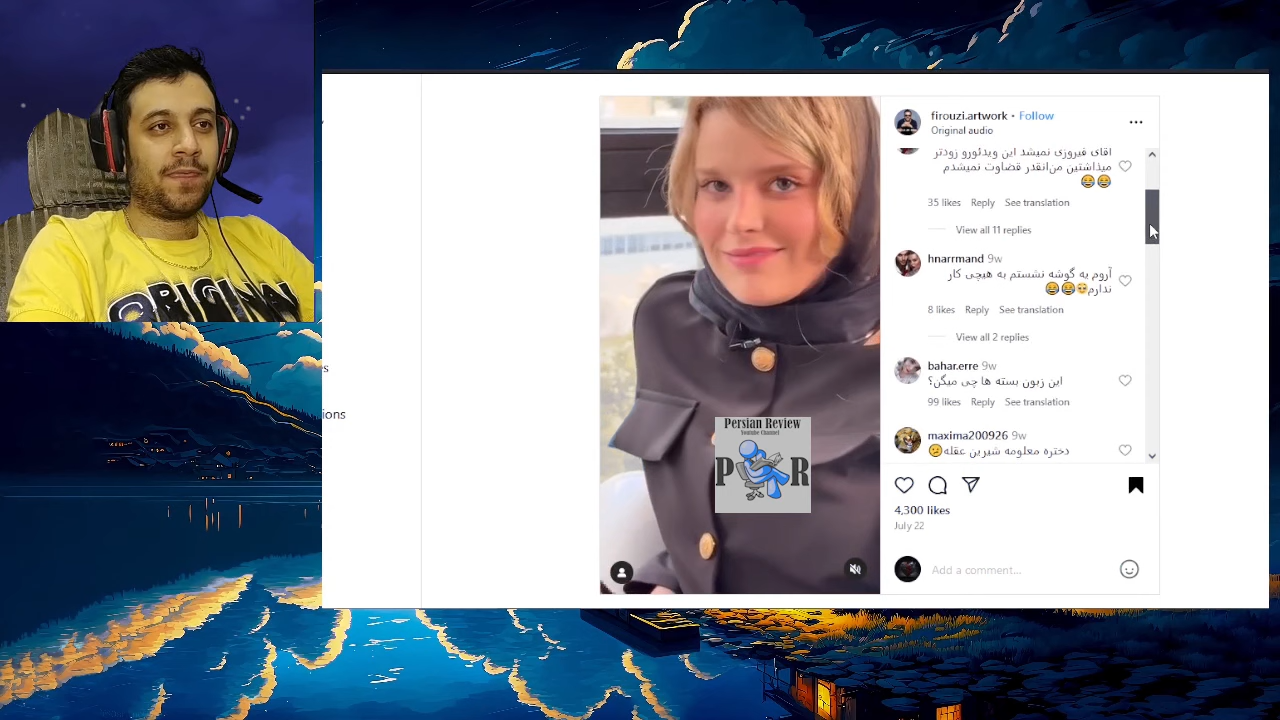 ORIGINAL
s
ions
Persian Review
Youtube Channel
P R
firouzi.artwork • Follow
Original audio
اقای فیروزی نمیشد این ویدئورو زودتر
میذاشتین من‌انقدر قضاوت نمیشدم
😂😂
35 likes Reply See translation
View all 11 replies
hnarrmand 9w
آروم یه گوشه نشستم به هیچی کار
ندارم🥺😂😂
8 likes Reply See translation
View all 2 replies
bahar.erre 9w
این زبون بسته ها چی میگن؟
99 likes Reply See translation
maxima200926 9w
دختره معلومه شیرین عقله😕
4,300 likes
July 22
Add a comment...